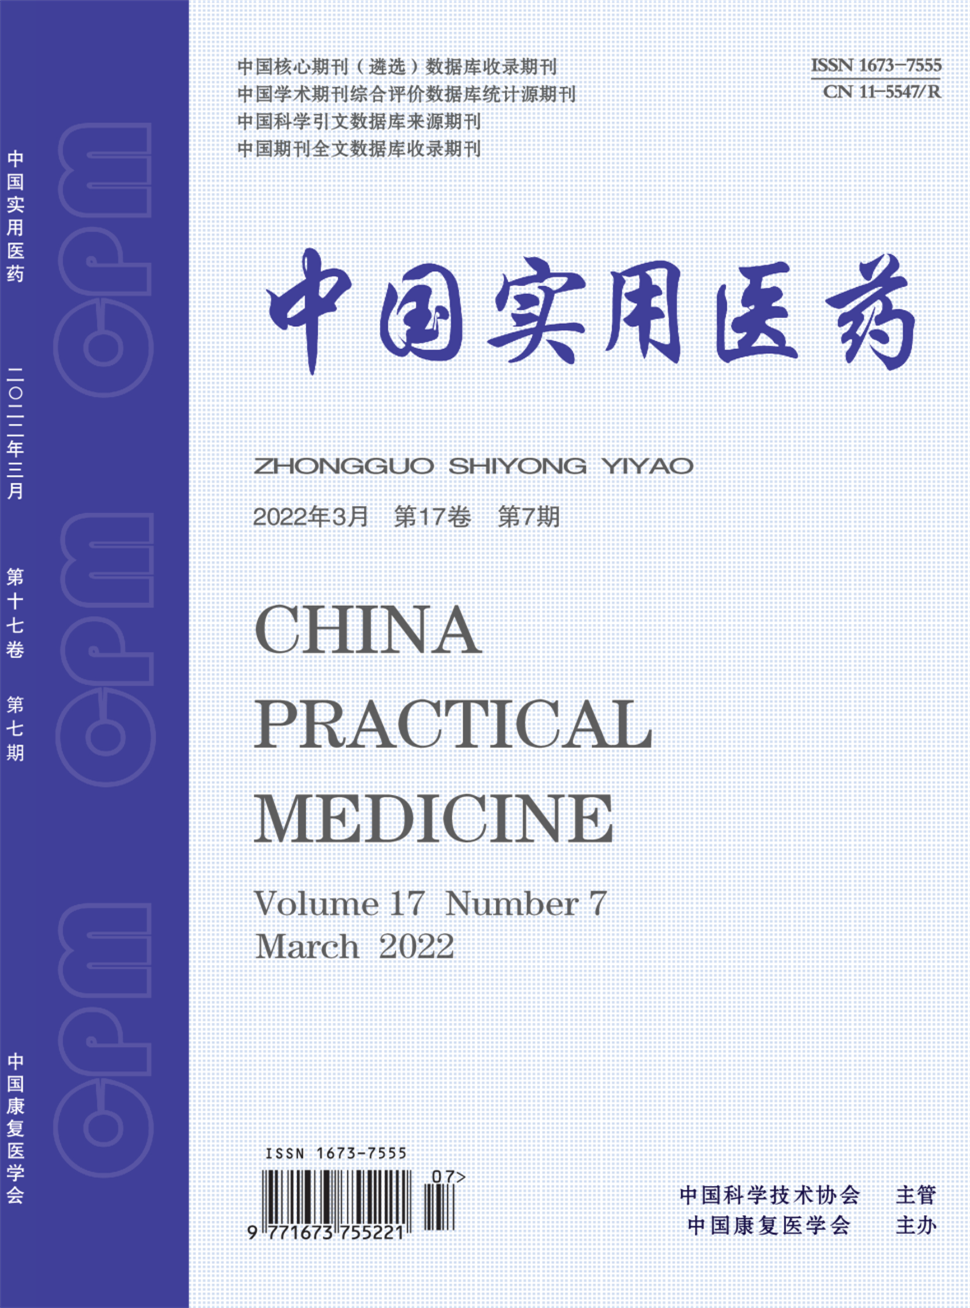 中国核心期刊（遴选）数据库收录期刊
中国学术期刊综合评价数据库统计源期刊
中国科学引文数据库来源期刊
中国期刊全文数据库收录期刊
ISSN 1673-7555
CN 11-5547/R
中国实用医药
ZHONGGUO SHIYONG YIYAO
2022年3月 第17卷 第7期
CHINA
PRACTICAL
MEDICINE
Volume 17 Number 7
March 2022
ISSN 1673-7555
07>
9 771673 755221
中国科学技术协会 主管
中国康复医学会 主办
中国实用医药 二〇二二年三月 第十七卷 第七期 中国康复医学会
CPM
CPM
CPM